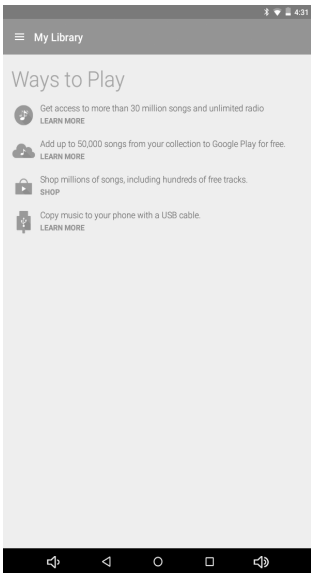 4:31
My Library
Ways to Play
Get access to more than 30 million songs and unlimited radio
LEARN MORE
Add up to 50,000 songs from your collection to Google Play for free.
LEARN MORE
Shop millions of songs, including hundreds of free tracks.
SHOP
Copy music to your phone with a USB cable.
LEARN MORE